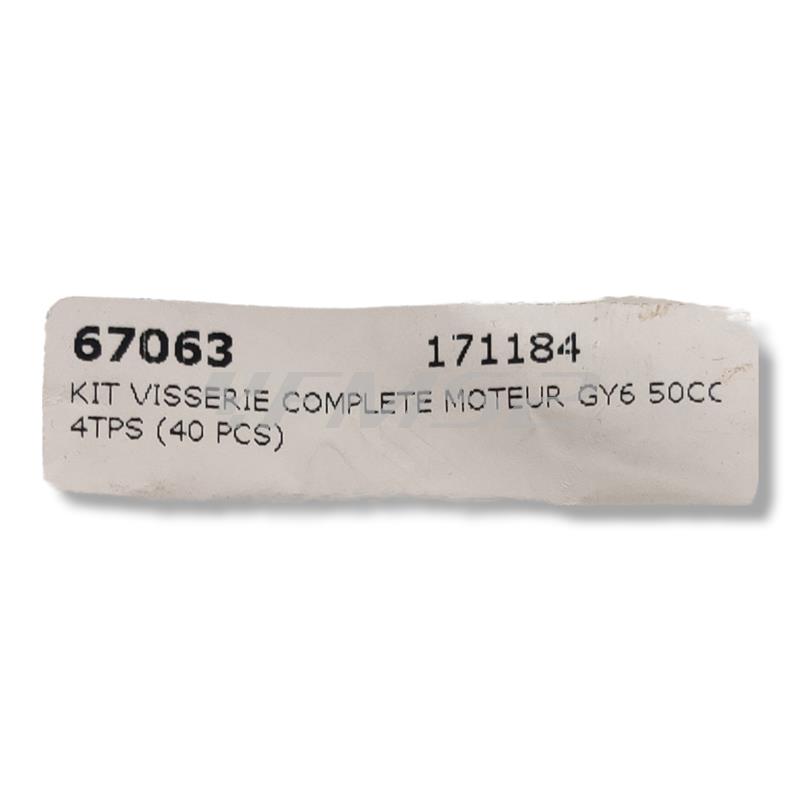 67063 171184
KIT VISSERIE COMPLETE MOTEUR GY6 50CC
4TPS (40 PCS)